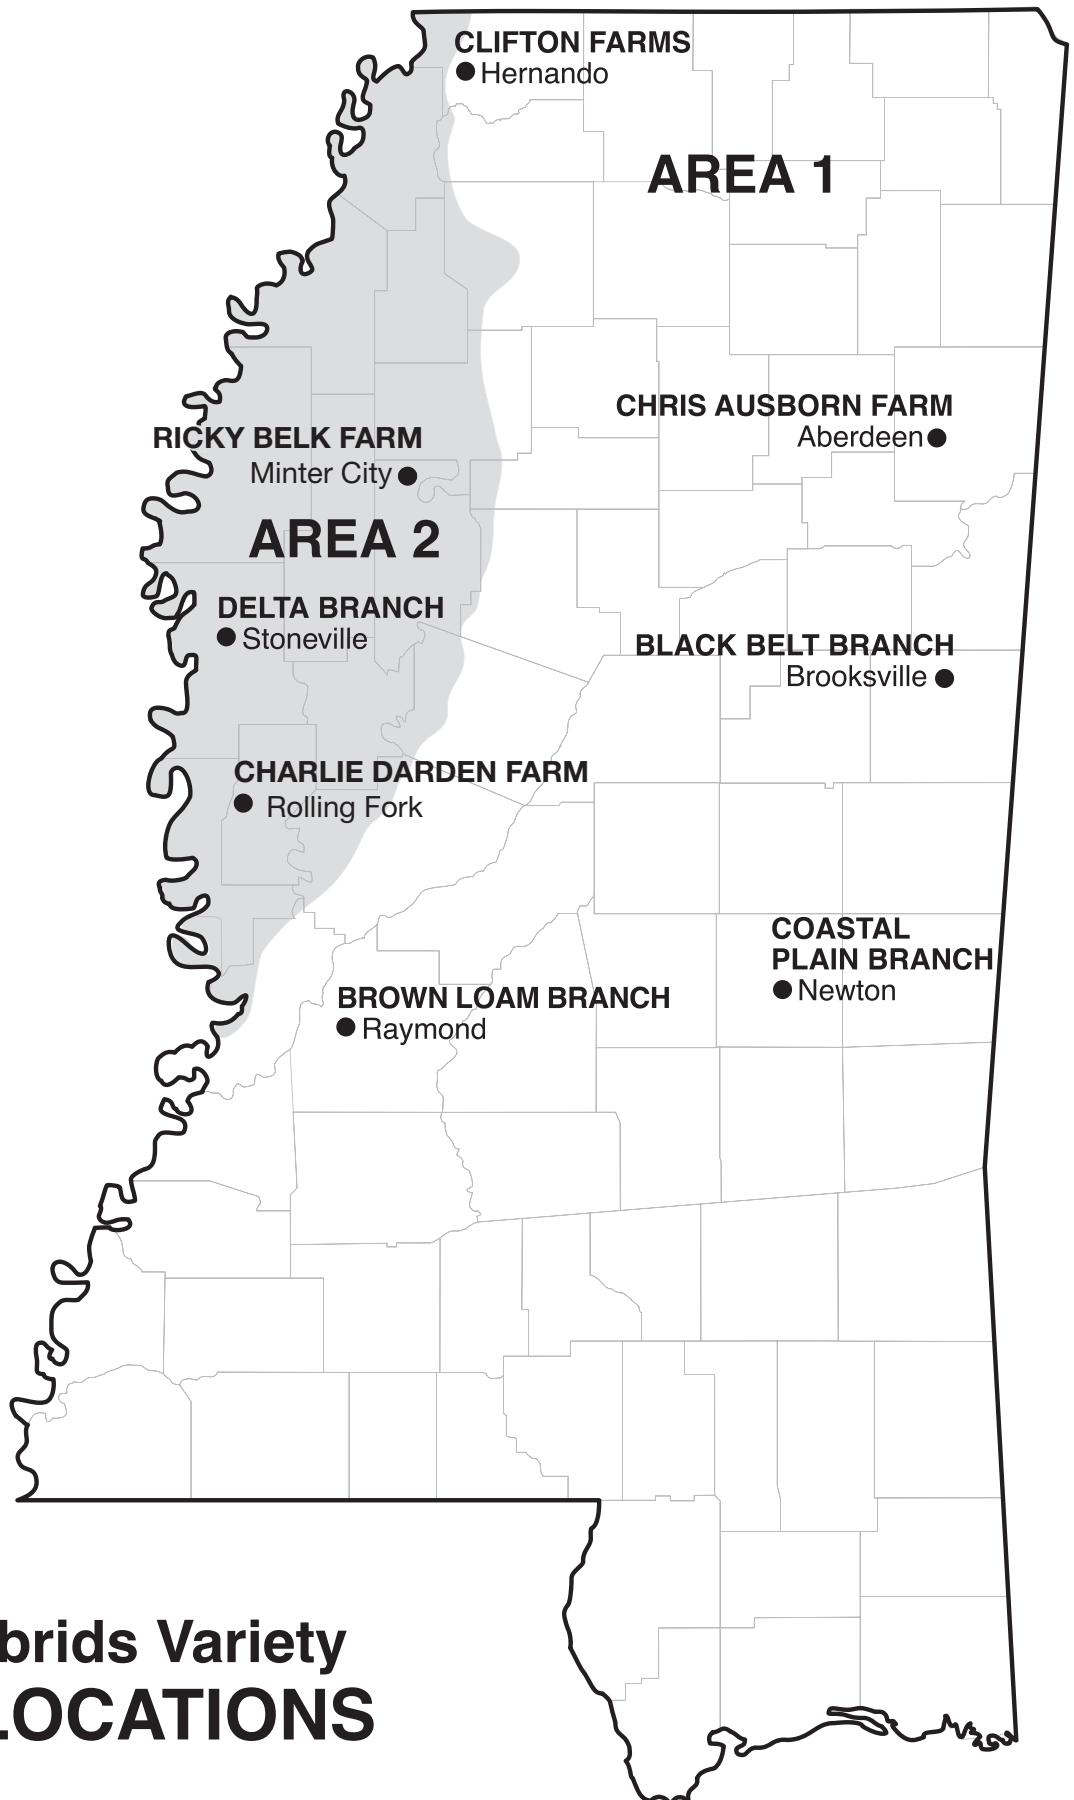 CLIFTON FARMS
Hernando
AREA 1
CHRIS AUSBORN FARM
Aberdeen
RICKY BELK FARM
Minter City
AREA 2
DELTA BRANCH
Stoneville
BLACK BELT BRANCH
Brooksville
CHARLIE DARDEN FARM
Rolling Fork
COASTAL
PLAIN BRANCH
Newton
BROWN LOAM BRANCH
Raymond
brids Variety
LOCATIONS